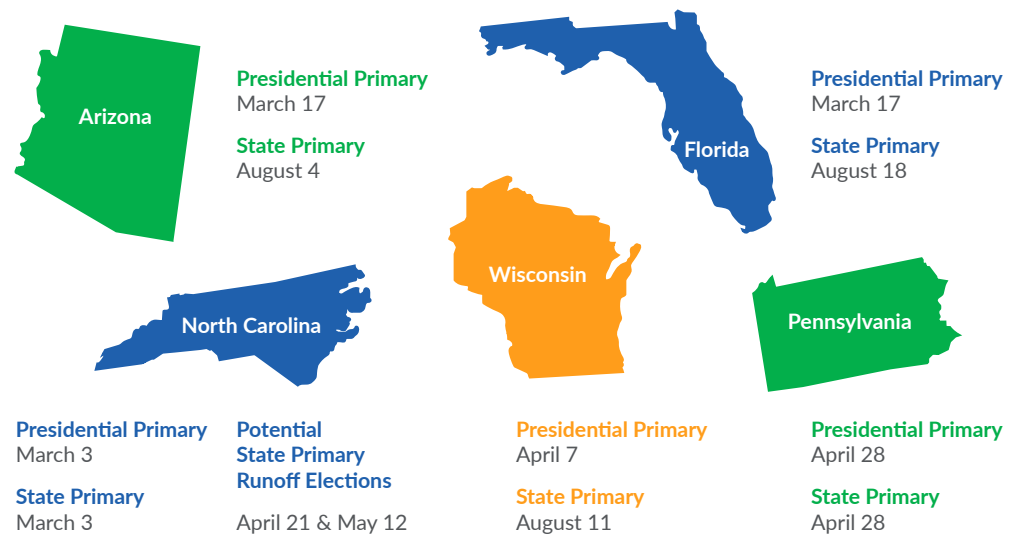 Arizona
Presidential Primary
March 17
State Primary
August 4
Florida
Presidential Primary
March 17
State Primary
August 18
North Carolina
Presidential Primary
March 3
State Primary
March 3
Potential
State Primary
Runoff Elections
April 21 & May 12
Wisconsin
Presidential Primary
April 7
State Primary
August 11
Pennsylvania
Presidential Primary
April 28
State Primary
April 28